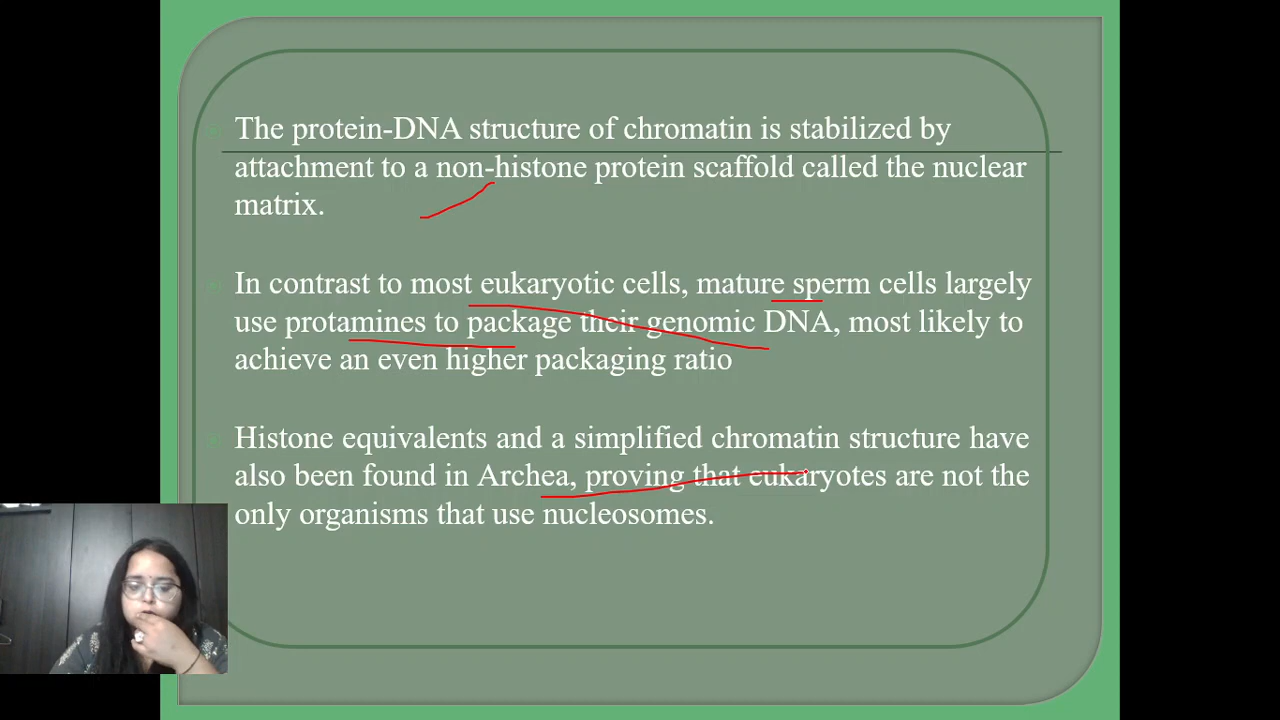 The protein-DNA structure of chromatin is stabilized by
attachment to a non-histone protein scaffold called the nuclear
matrix.
In contrast to most eukaryotic cells, mature sperm cells largely
use protamines to package their genomic DNA, most likely to
achieve an even higher packaging ratio
Histone equivalents and a simplified chromatin structure have
also been found in Archea, proving that eukaryotes are not the
only organisms that use nucleosomes.